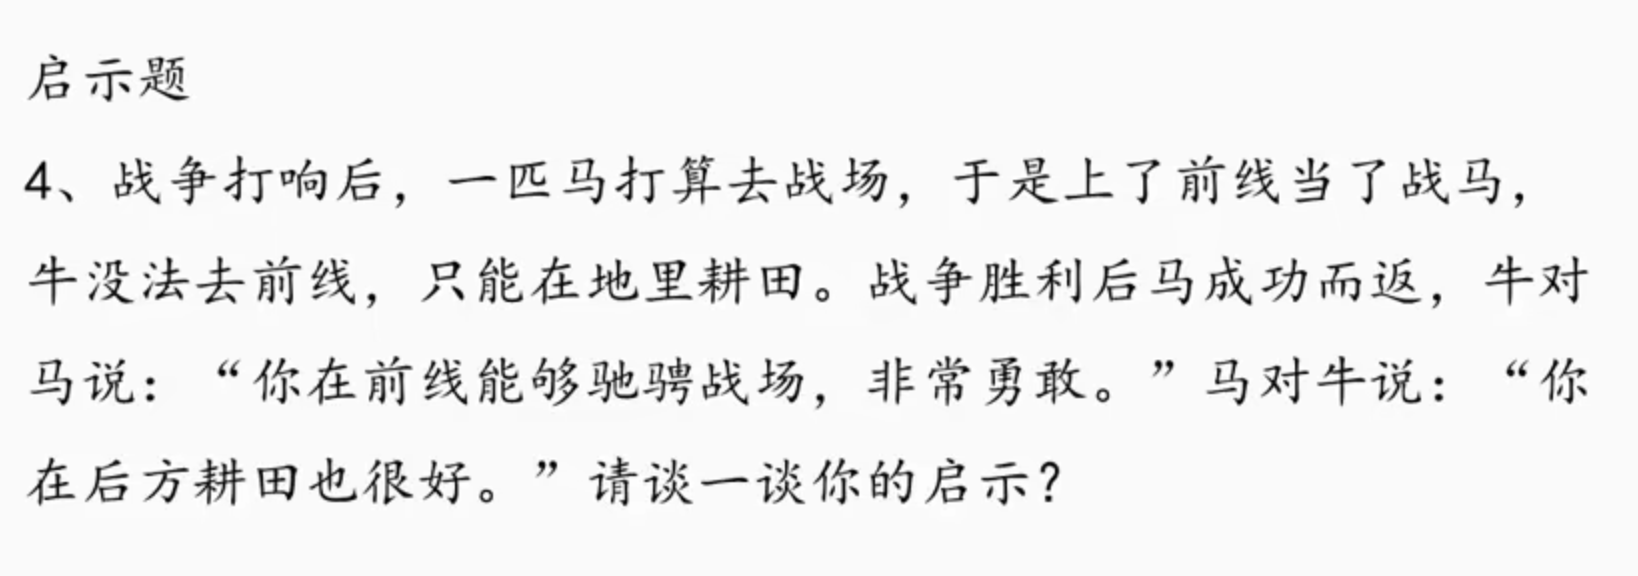 启示题
4、战争打响后，一匹马打算去战场，于是上了前线当了战马，
牛没法去前线，只能在地里耕田。战争胜利后马成功而返，牛对
马说：“你在前线能够驰骋战场，非常勇敢。”马对牛说：“你
在后方耕田也很好。”请谈一谈你的启示？